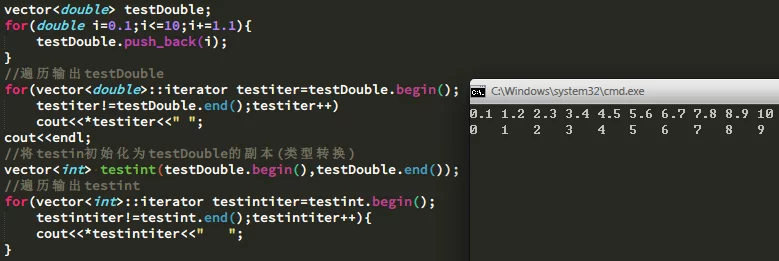 vector<double> testDouble;
for(double i=0.1;i<=10;i+=1.1){
    testDouble.push_back(i);
}
//遍历输出testDouble
for(vector<double>::iterator testiter=testDouble.begin();
    testiter!=testDouble.end();testiter++)
    cout<<*testiter<<" ";
cout<<endl;
//将testin初始化为testDouble的副本(类型转换)
vector<int> testint(testDouble.begin(),testDouble.end());
//遍历输出testint
for(vector<int>::iterator testintiter=testint.begin();
    testintiter!=testint.end();testintiter++){
    cout<<*testintiter<<"   ";
}
C:\Windows\system32\cmd.exe
0.1 1.2 2.3 3.4 4.5 5.6 6.7 7.8 8.9 10
0   1   2   3   4   5   6   7   8   9